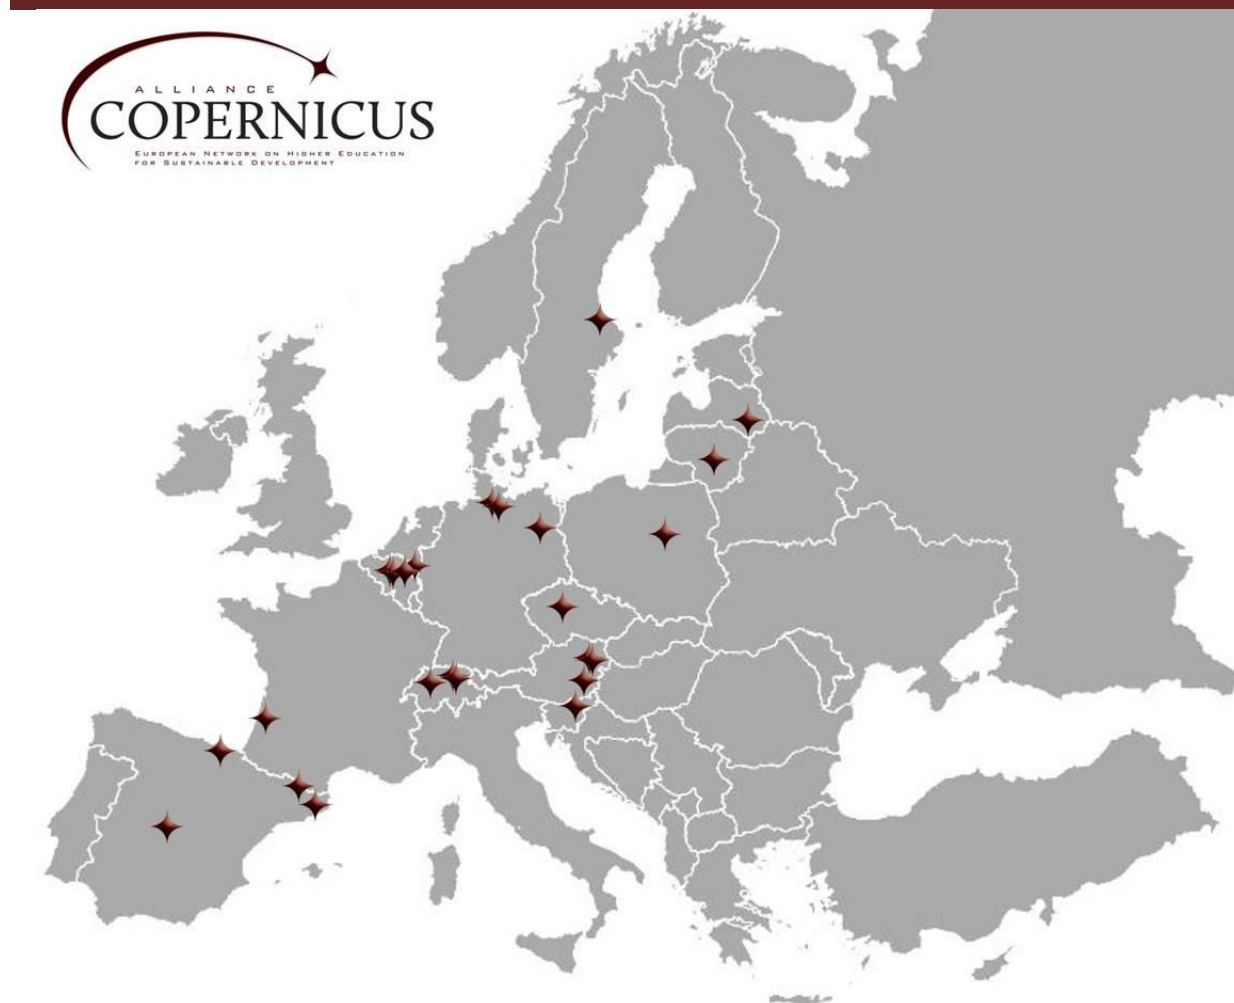 ALLIANCE
COPERNICUS
EUROPEAN NETWORK ON HIGHER EDUCATION
FOR SUSTAINABLE DEVELOPMENT